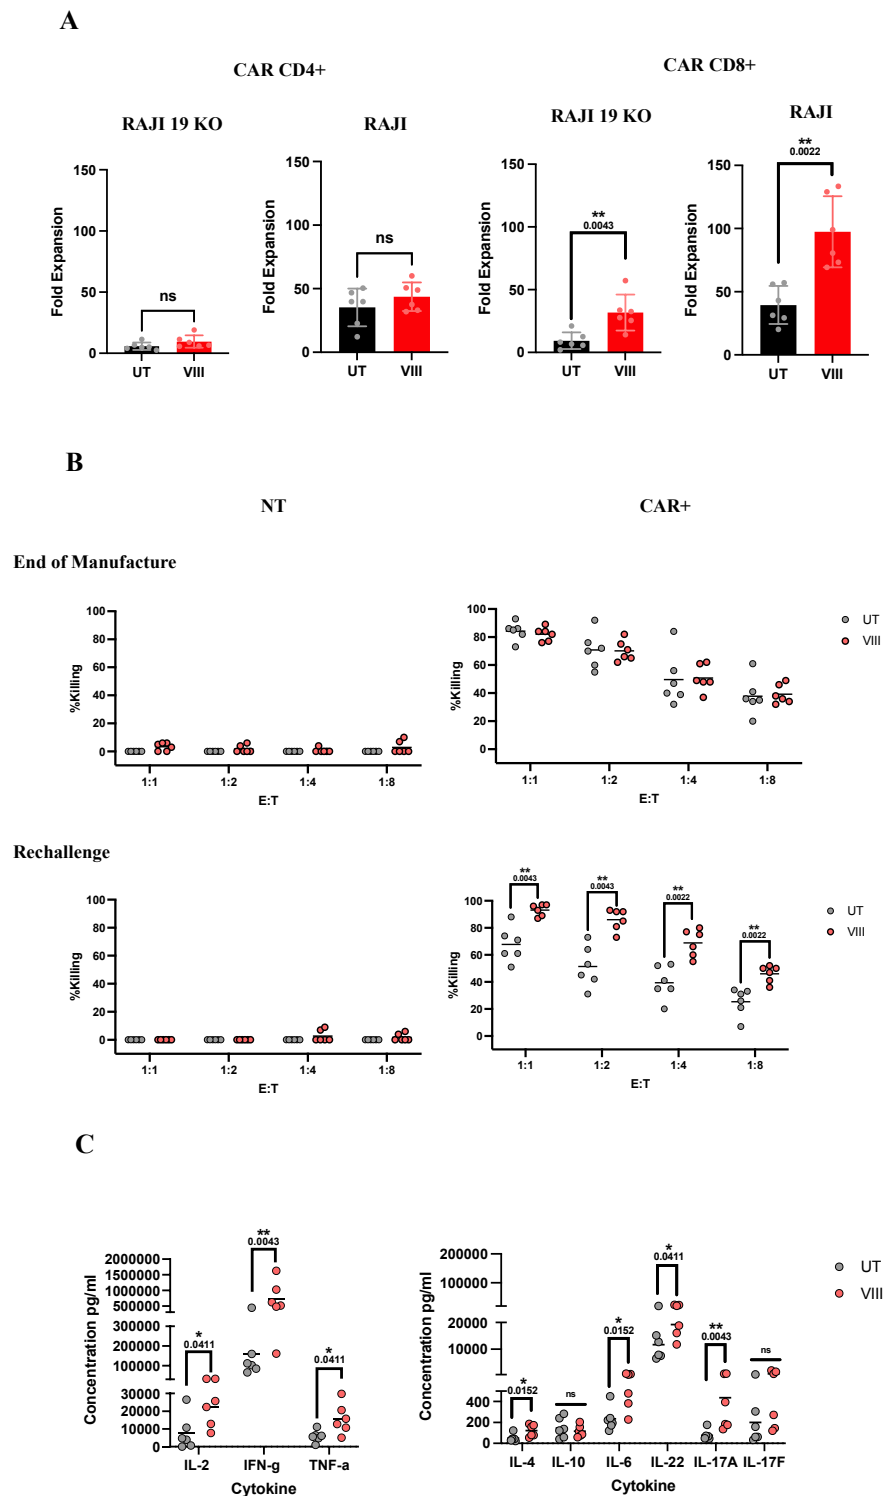 A
CAR CD4+
CAR CD8+
RAJI 19 KO
RAJI
RAJI 19 KO
RAJI
Fold Expansion
150
100
50
0
ns
UT
VIII
Fold Expansion
150
100
50
0
ns
UT
VIII
Fold Expansion
150
100
50
0
**
0.0043
UT
VIII
Fold Expansion
150
100
50
0
**
0.0022
UT
VIII
B
NT
CAR+
End of Manufacture
%Killing
100
80
60
40
20
0
1:1
1:2
1:4
1:8
E:T
%Killing
100
80
60
40
20
0
1:1
1:2
1:4
1:8
E:T
UT
VIII
Rechallenge
%Killing
100
80
60
40
20
0
1:1
1:2
1:4
1:8
E:T
%Killing
100
80
60
40
20
0
**
0.0043
**
0.0043
**
0.0022
**
0.0022
1:1
1:2
1:4
1:8
E:T
UT
VIII
C
Concentration pg/ml
2000000
1500000
1000000
500000
300000
200000
100000
30000
20000
10000
0
*
0.0411
**
0.0043
*
0.0411
IL-2
IFN-g
TNF-a
Cytokine
Concentration pg/ml
200000
100000
20000
10000
400
200
0
*
0.0152
ns
*
0.0152
*
0.0411
**
0.0043
ns
IL-4
IL-10
IL-6
IL-22
IL-17A
IL-17F
Cytokine
UT
VIII